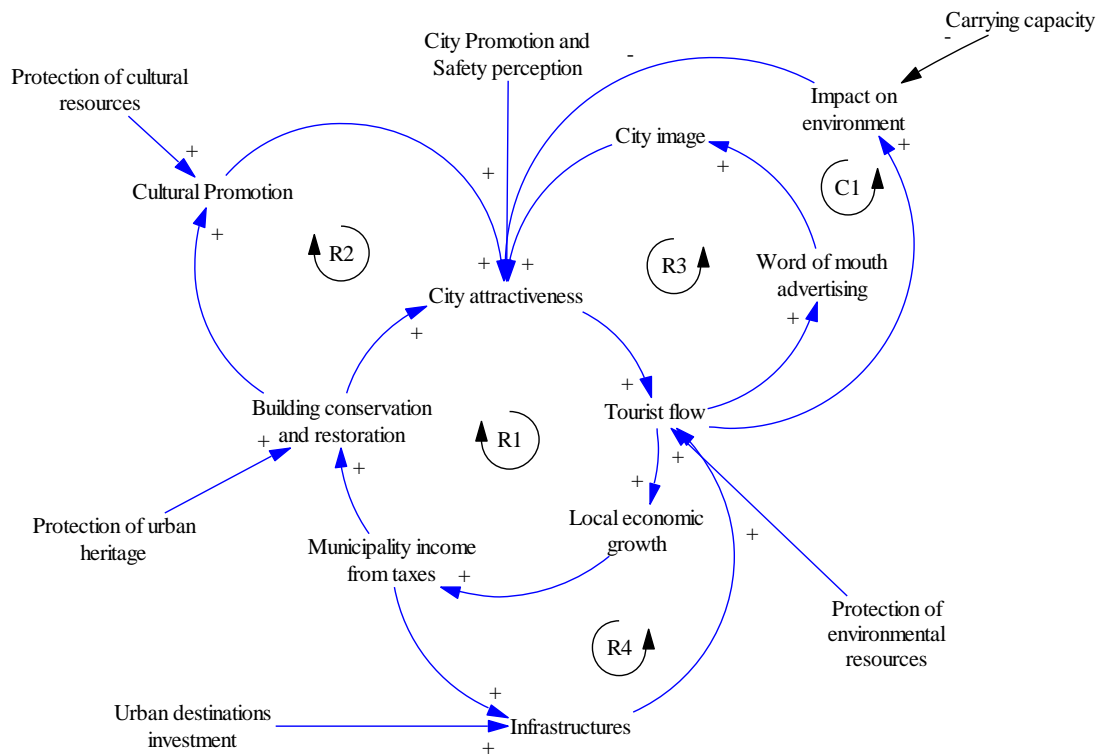 Carrying capacity
-
City Promotion and
Safety perception
-
Protection of cultural
resources
Impact on
environment
+
City image
+
+
Cultural Promotion
+
C1
+
+
R2
R3
Word of mouth
advertising
+
+
City attractiveness
+
+
+
Building conservation
and restoration
Tourist flow
+
R1
+
+
+
Local economic
growth
Protection of urban
heritage
Municipality income
from taxes
+
+
Protection of
environmental
resources
R4
+
Urban destinations
investment
Infrastructures
+